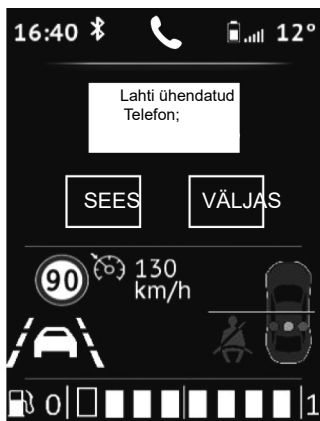 16:40 12°
Lahti ühendatud
Telefon;
SEES VÄLJAS
90 130
km/h
0 1